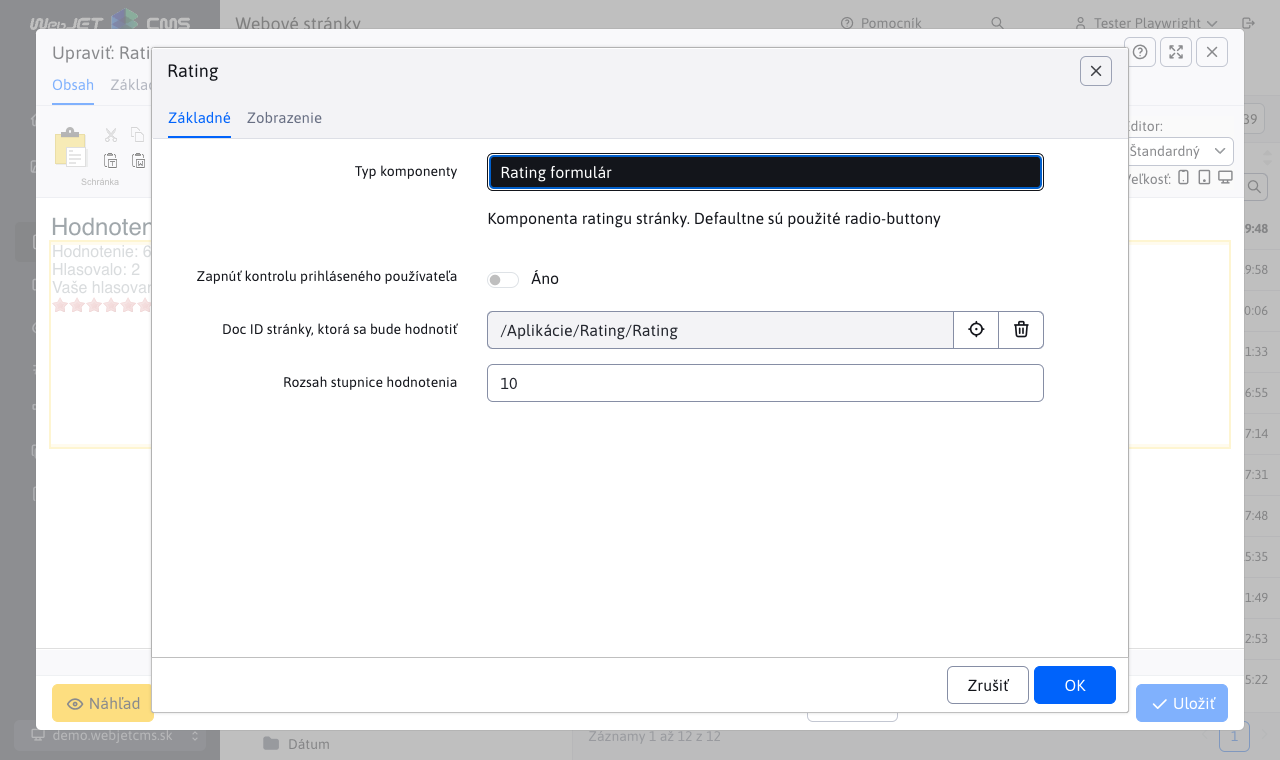 WebJET CMS
Webové stránky
Pomocník
Tester Playwright
Upraviť: Rati
Rating
Obsah
Základ
Základné
Zobrazenie
ditor:
39
Štandardný
Veľkosť:
Schránka
Typ komponenty
Rating formulár
Komponenta ratingu stránky. Defaultne sú použité radio-buttony
Hodnoten
Hodnotenie: 6
Hlasovalo: 2
Vaše hlasovan
Zapnúť kontrolu prihláseného používateľa
Áno
Doc ID stránky, ktorá sa bude hodnotiť
/Aplikácie/Rating/Rating
Rozsah stupnice hodnotenia
10
9:48
9:58
0:06
1:33
6:55
7:14
7:31
7:48
5:35
1:49
2:53
5:22
Zrušiť
OK
Náhľad
Uložiť
demo.webjetcms.sk
Dátum
Záznamy 1 až 12 z 12
1